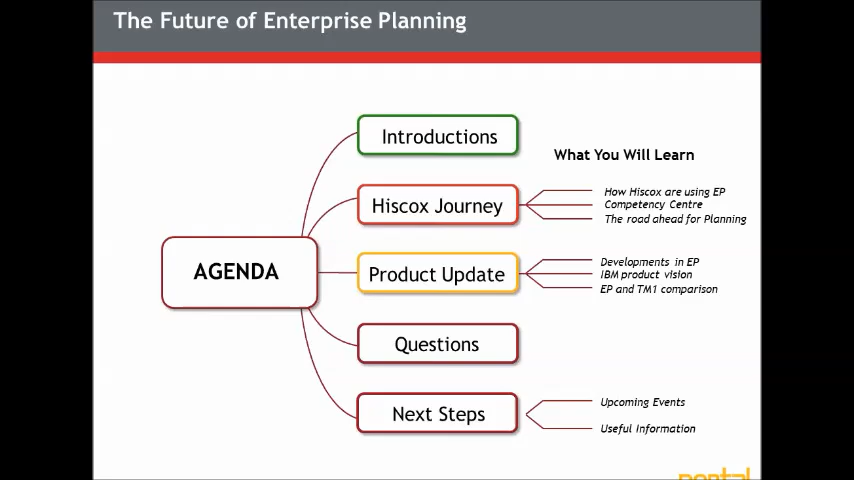 The Future of Enterprise Planning
Introductions
What You Will Learn
Hiscox Journey
How Hiscox are using EP
Competency Centre
The road ahead for Planning
AGENDA
Product Update
Developments in EP
IBM product vision
EP and TM1 comparison
Questions
Next Steps
Upcoming Events
Useful Information